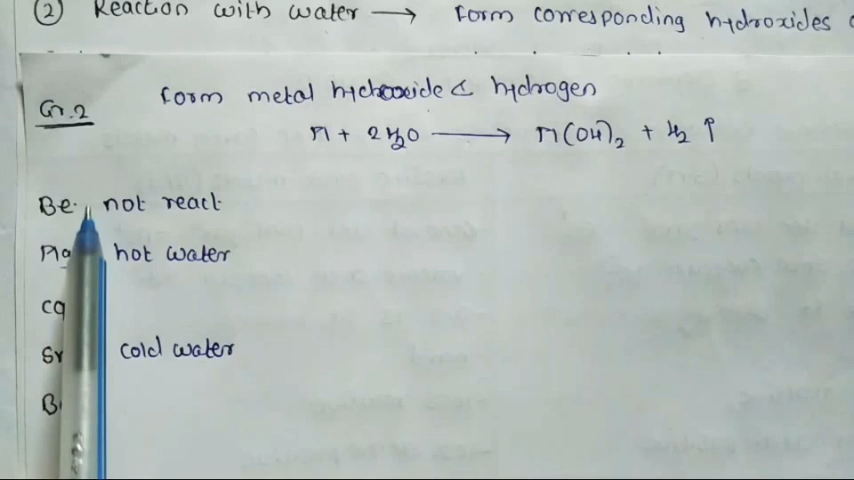 ② Reaction with water → form corresponding hydroxides
Gr.2
form metal hydroxide & hydrogen
M + 2H₂O → M(OH)₂ + H₂ ↑
Be. not react
Mg hot water
Ca
Sr cold water